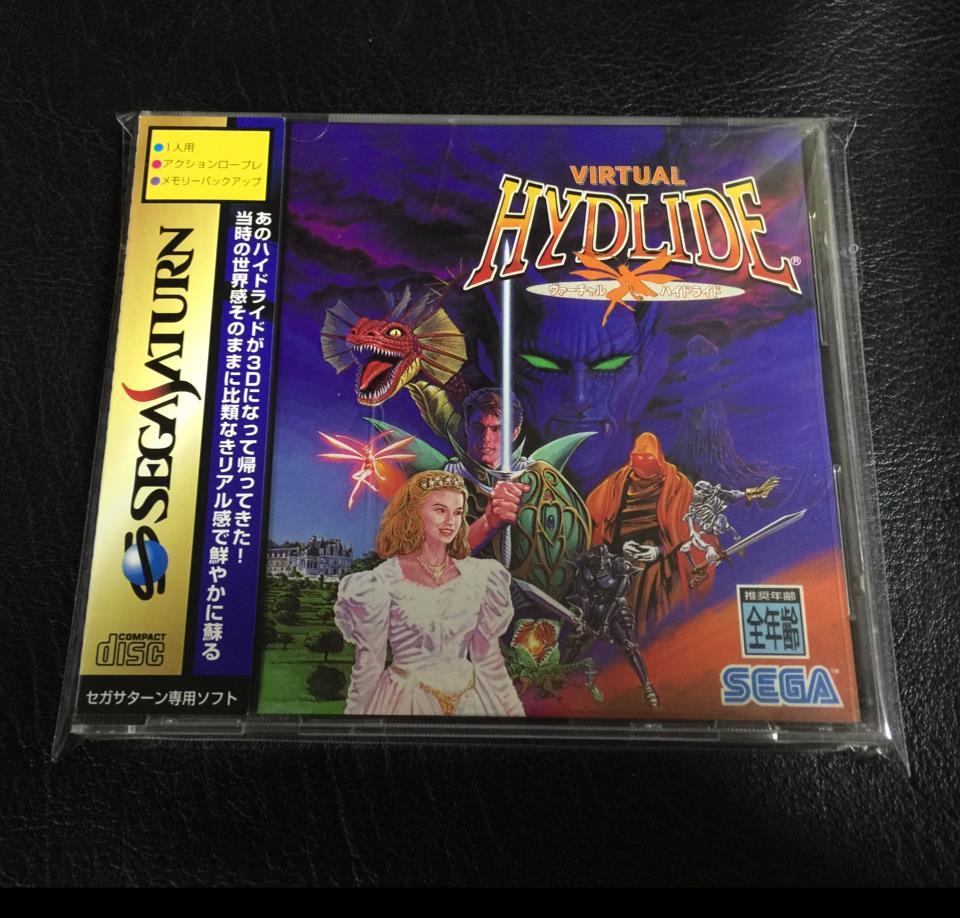 ●1人用
●アクションロープレ
●メモリーバックアップ
SEGA SATURN
あのハイドライドが3Dになって帰ってきた!
当時の世界感そのままに比類なきリアル感で鮮やかに蘇る
COMPACT
disc
セガサターン専用ソフト
VIRTUAL
HYDLIDE®
ヴァーチャル ハイドライド
推奨年齢
全年齢
SEGA™